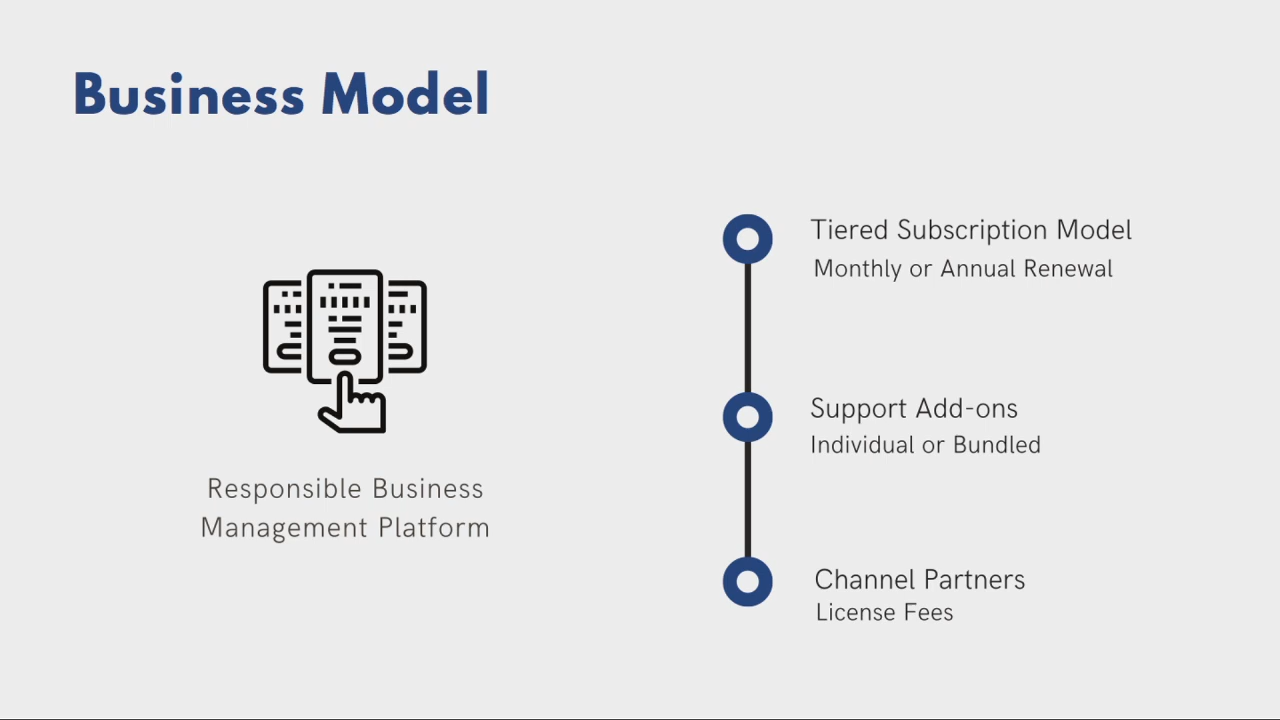 Business Model
Responsible Business
Management Platform
Tiered Subscription Model
Monthly or Annual Renewal
Support Add-ons
Individual or Bundled
Channel Partners
License Fees